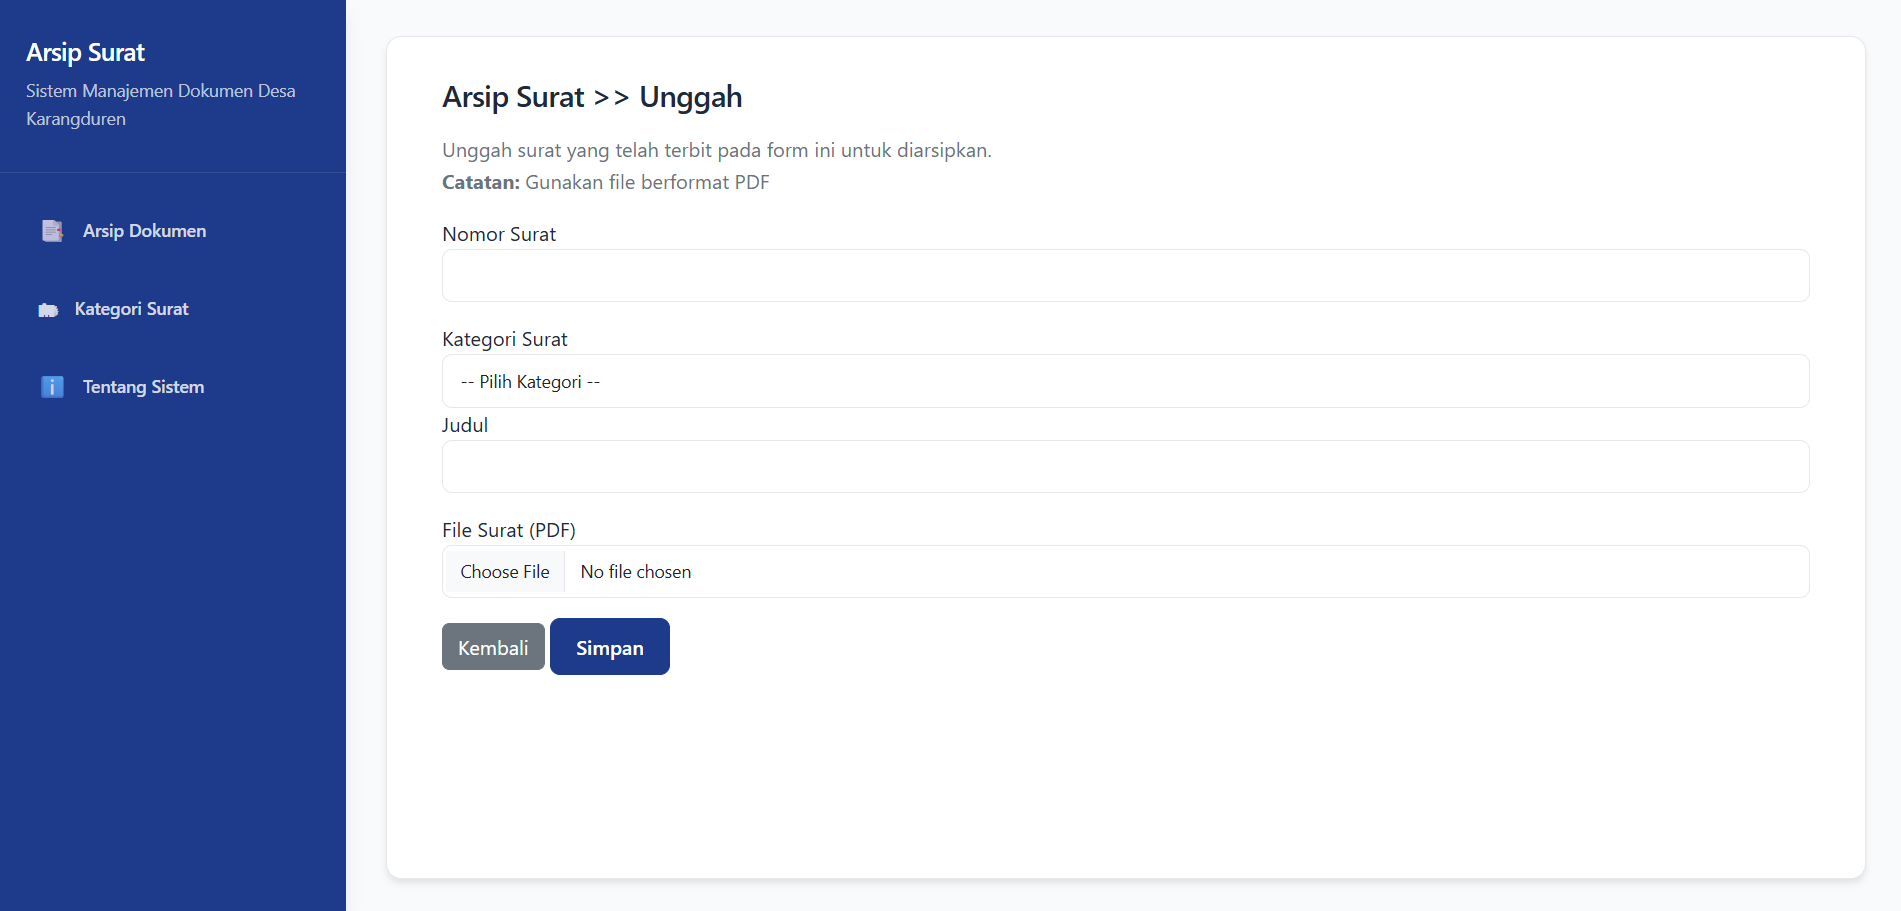 Arsip Surat
Sistem Manajemen Dokumen Desa
Karangduren
Arsip Dokumen
Kategori Surat
Tentang Sistem
Arsip Surat >> Unggah
Unggah surat yang telah terbit pada form ini untuk diarsipkan.
Catatan: Gunakan file berformat PDF
Nomor Surat
Kategori Surat
-- Pilih Kategori --
Judul
File Surat (PDF)
Choose File No file chosen
Kembali Simpan